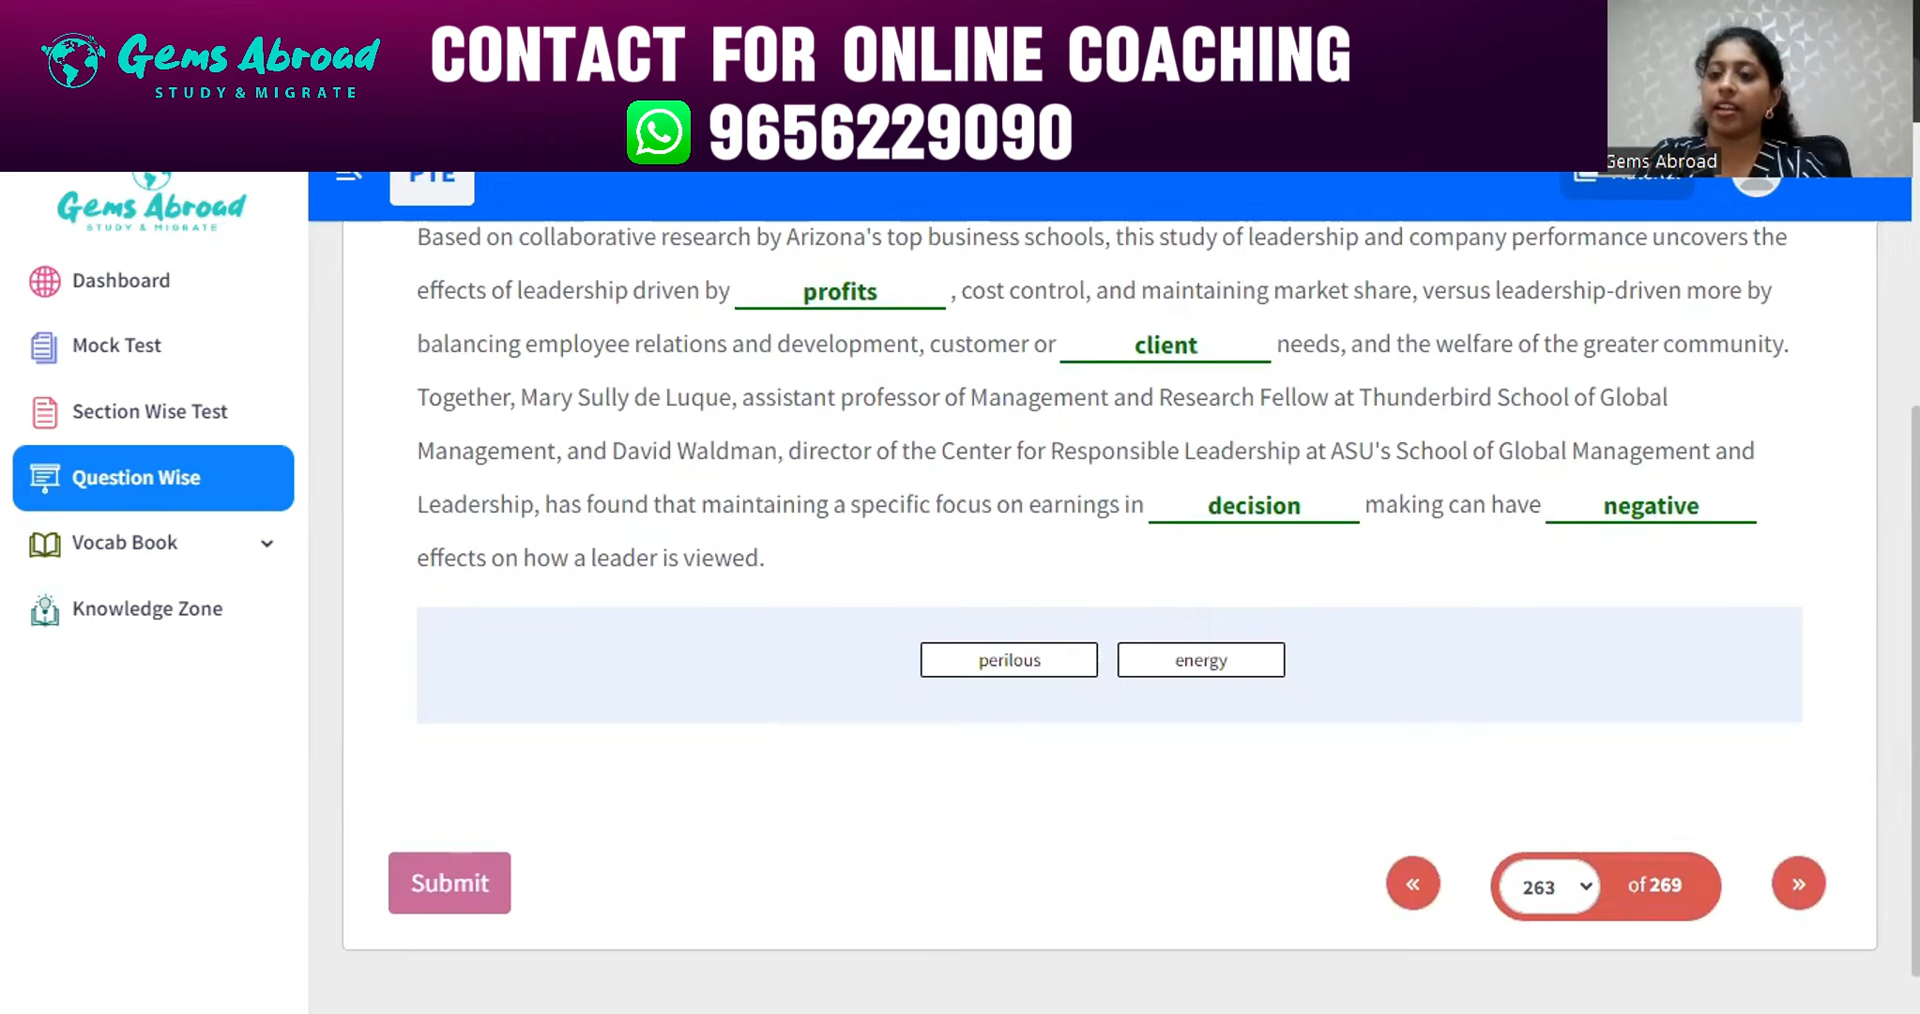 Gems Abroad
STUDY & MIGRATE
CONTACT FOR ONLINE COACHING
9656229090
Gems Abroad
PTE
Gems Abroad
STUDY & MIGRATE
Dashboard
Mock Test
Section Wise Test
Question Wise
Vocab Book
Knowledge Zone
Based on collaborative research by Arizona's top business schools, this study of leadership and company performance uncovers the
effects of leadership driven by profits , cost control, and maintaining market share, versus leadership-driven more by
balancing employee relations and development, customer or client needs, and the welfare of the greater community.
Together, Mary Sully de Luque, assistant professor of Management and Research Fellow at Thunderbird School of Global
Management, and David Waldman, director of the Center for Responsible Leadership at ASU's School of Global Management and
Leadership, has found that maintaining a specific focus on earnings in decision making can have negative
effects on how a leader is viewed.
perilous energy
Submit
« 263 of 269 »